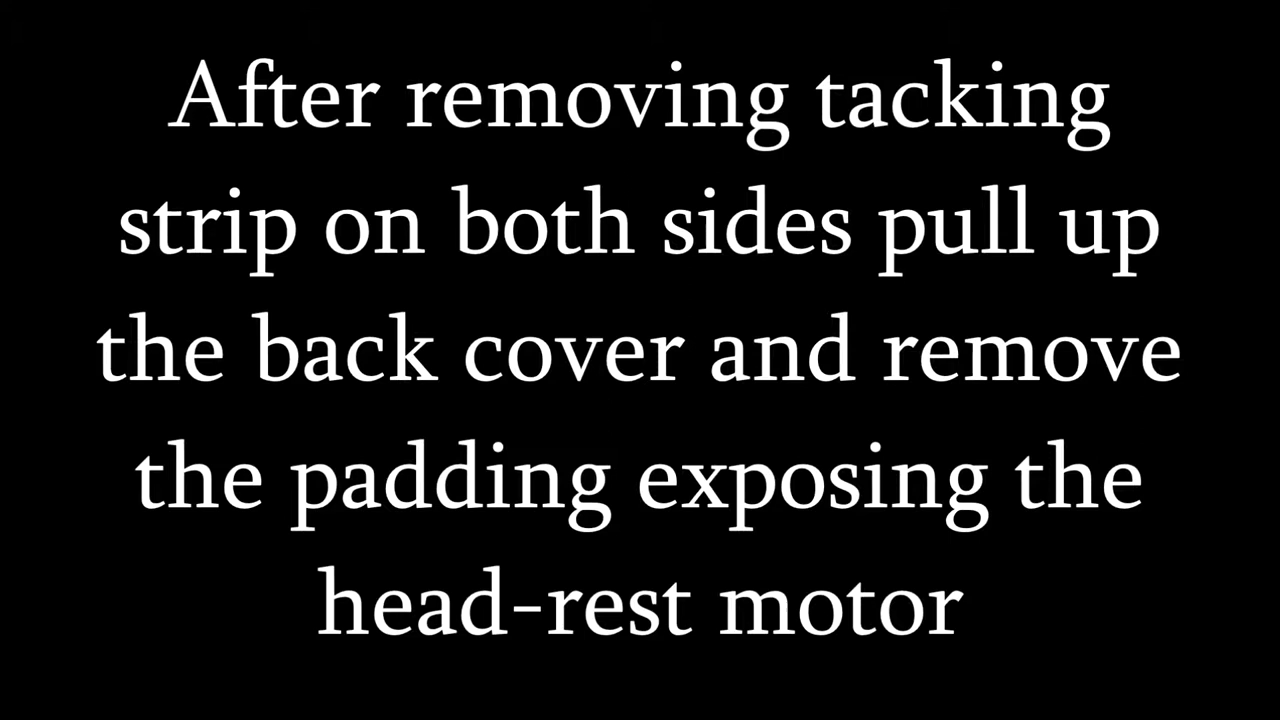 After removing tacking
strip on both sides pull up
the back cover and remove
the padding exposing the
head-rest motor